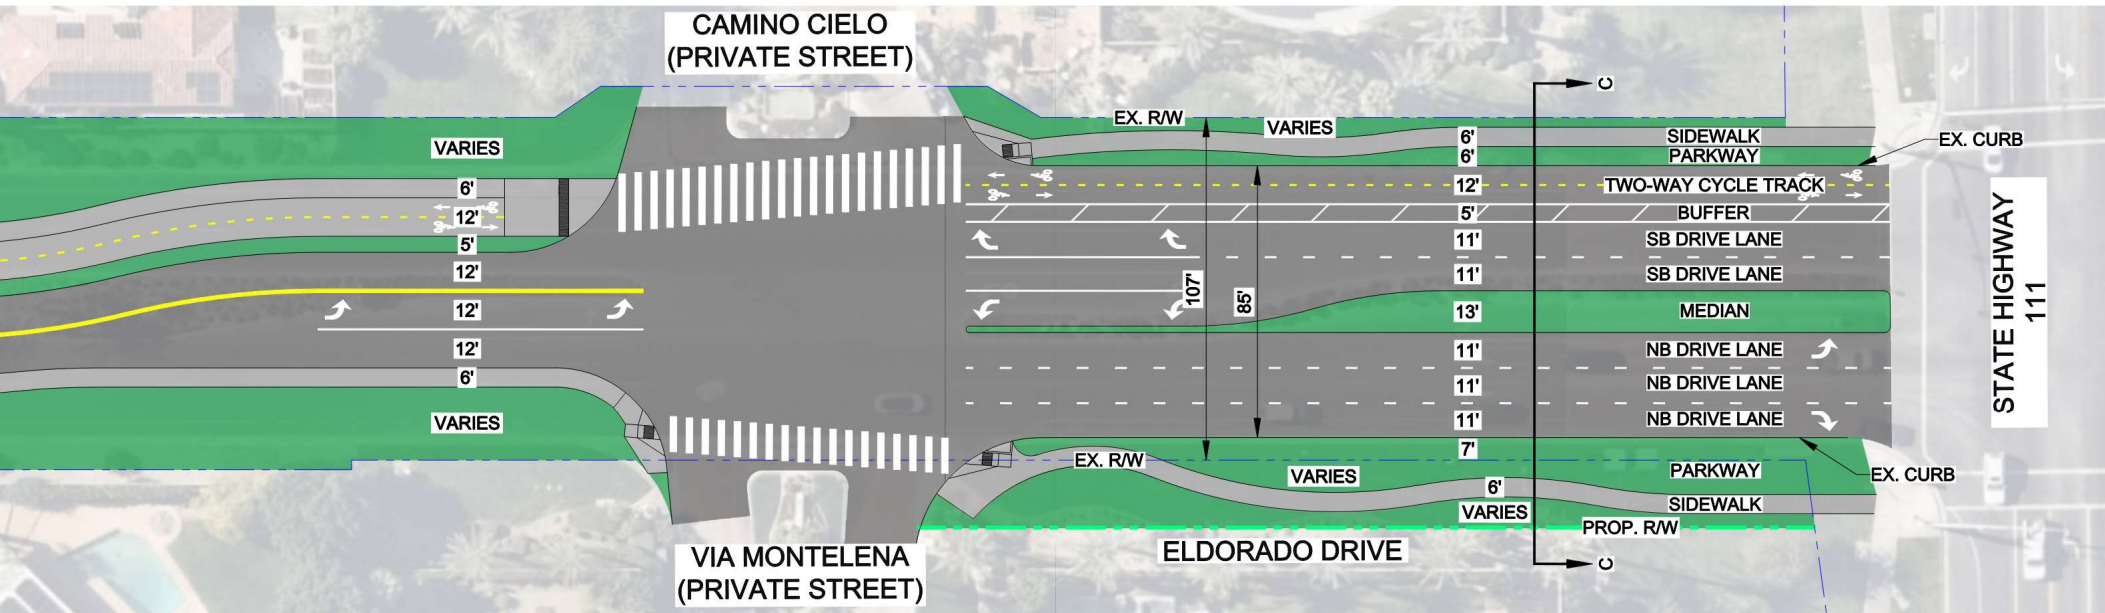 CAMINO CIELO
(PRIVATE STREET)
C
EX. R/W
VARIES
6'
SIDEWALK
EX. CURB
VARIES
6'
PARKWAY
6'
12'
TWO-WAY CYCLE TRACK
12'
5'
BUFFER
5'
11'
SB DRIVE LANE
12'
11'
SB DRIVE LANE
107'
85'
12'
13'
MEDIAN
STATE HIGHWAY
111
12'
11'
NB DRIVE LANE
6'
11'
NB DRIVE LANE
VARIES
11'
NB DRIVE LANE
7'
EX. R/W
PARKWAY
EX. CURB
VARIES
6'
SIDEWALK
VARIES
PROP. R/W
VIA MONTELENA
(PRIVATE STREET)
ELDORADO DRIVE
C